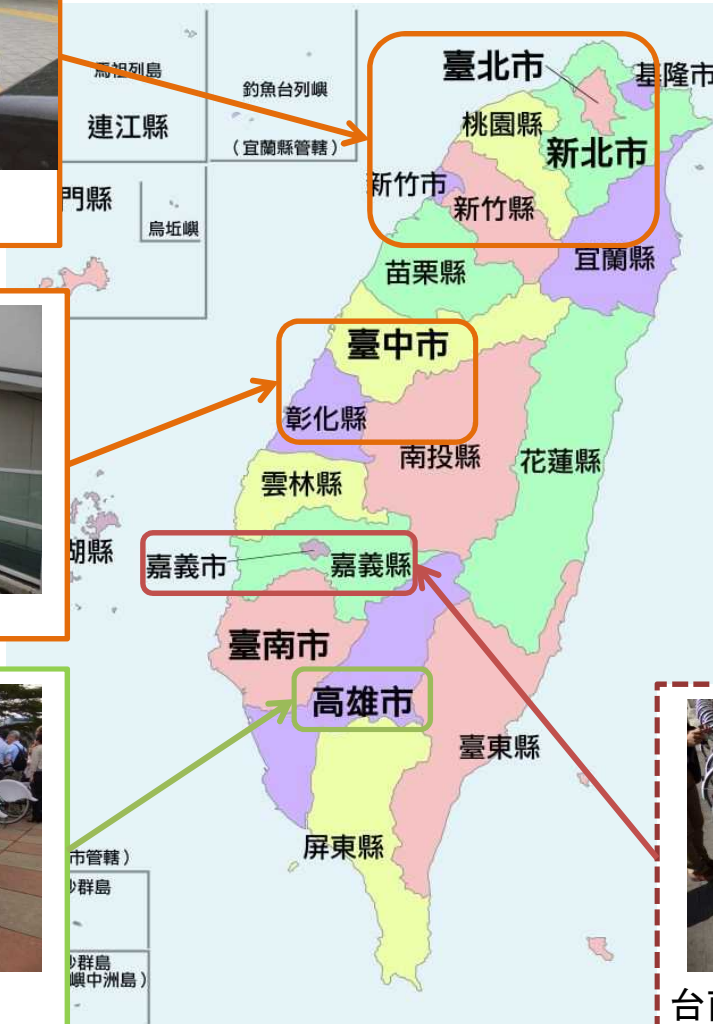 馬祖列島
連江縣
釣魚台列嶼
(宜蘭縣管轄)
門縣
烏坵嶼
臺北市
基隆市
桃園縣
新北市
新竹市
新竹縣
宜蘭縣
苗栗縣
臺中市
彰化縣
南投縣
花蓮縣
雲林縣
湖縣
嘉義市
嘉義縣
臺南市
高雄市
臺東縣
屏東縣
市管轄)
沙群島
沙群島
嶼中洲島)